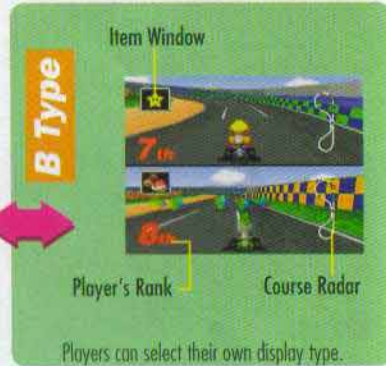 Item Window
B Type
7th
8th
Player's Rank
Course Radar
Players can select their own display type.